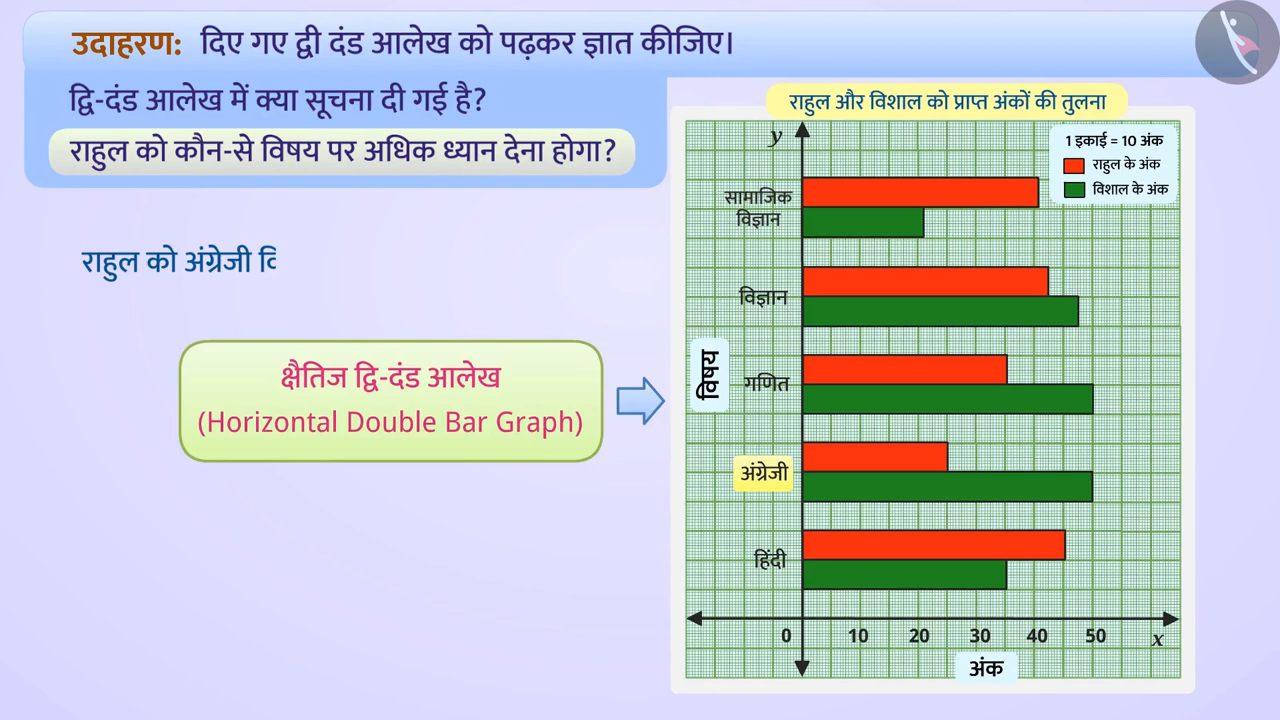 उदाहरण: दिए गए द्वी दंड आलेख को पढ़कर ज्ञात कीजिए।
द्वि-दंड आलेख में क्या सूचना दी गई है?
राहुल को कौन-से विषय पर अधिक ध्यान देना होगा?
राहुल को अंग्रेजी
क्षैतिज द्वि-दंड आलेख
(Horizontal Double Bar Graph)
राहुल और विशाल को प्राप्त अंकों की तुलना
y
1 इकाई = 10 अंक
राहुल के अंक
विशाल के अंक
सामाजिक
विज्ञान
विज्ञान
विषय
गणित
अंग्रेजी
हिंदी
0 10 20 30 40 50 x
अंक